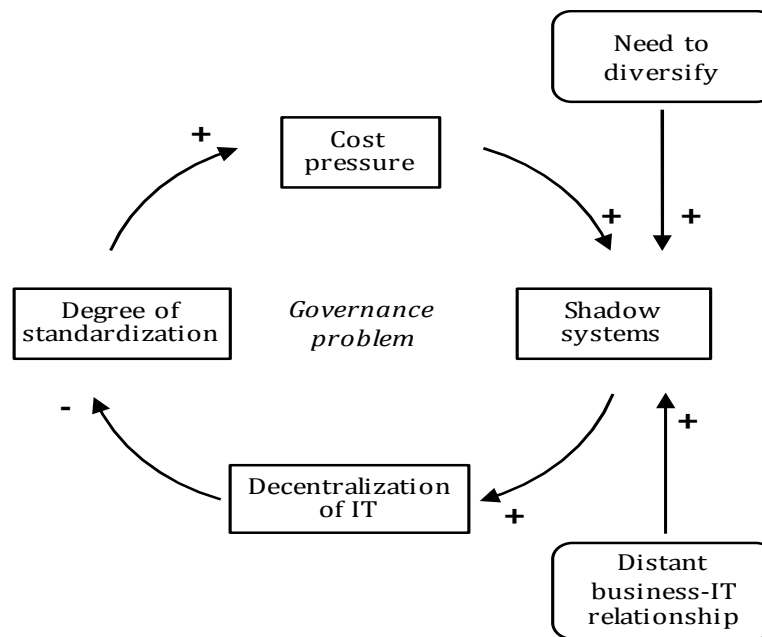 Need to
diversify
+
Cost
pressure
+
+
Degree of
standardization
Governance
problem
Shadow
systems
-
+
Decentralization
of IT
+
Distant
business-IT
relationship